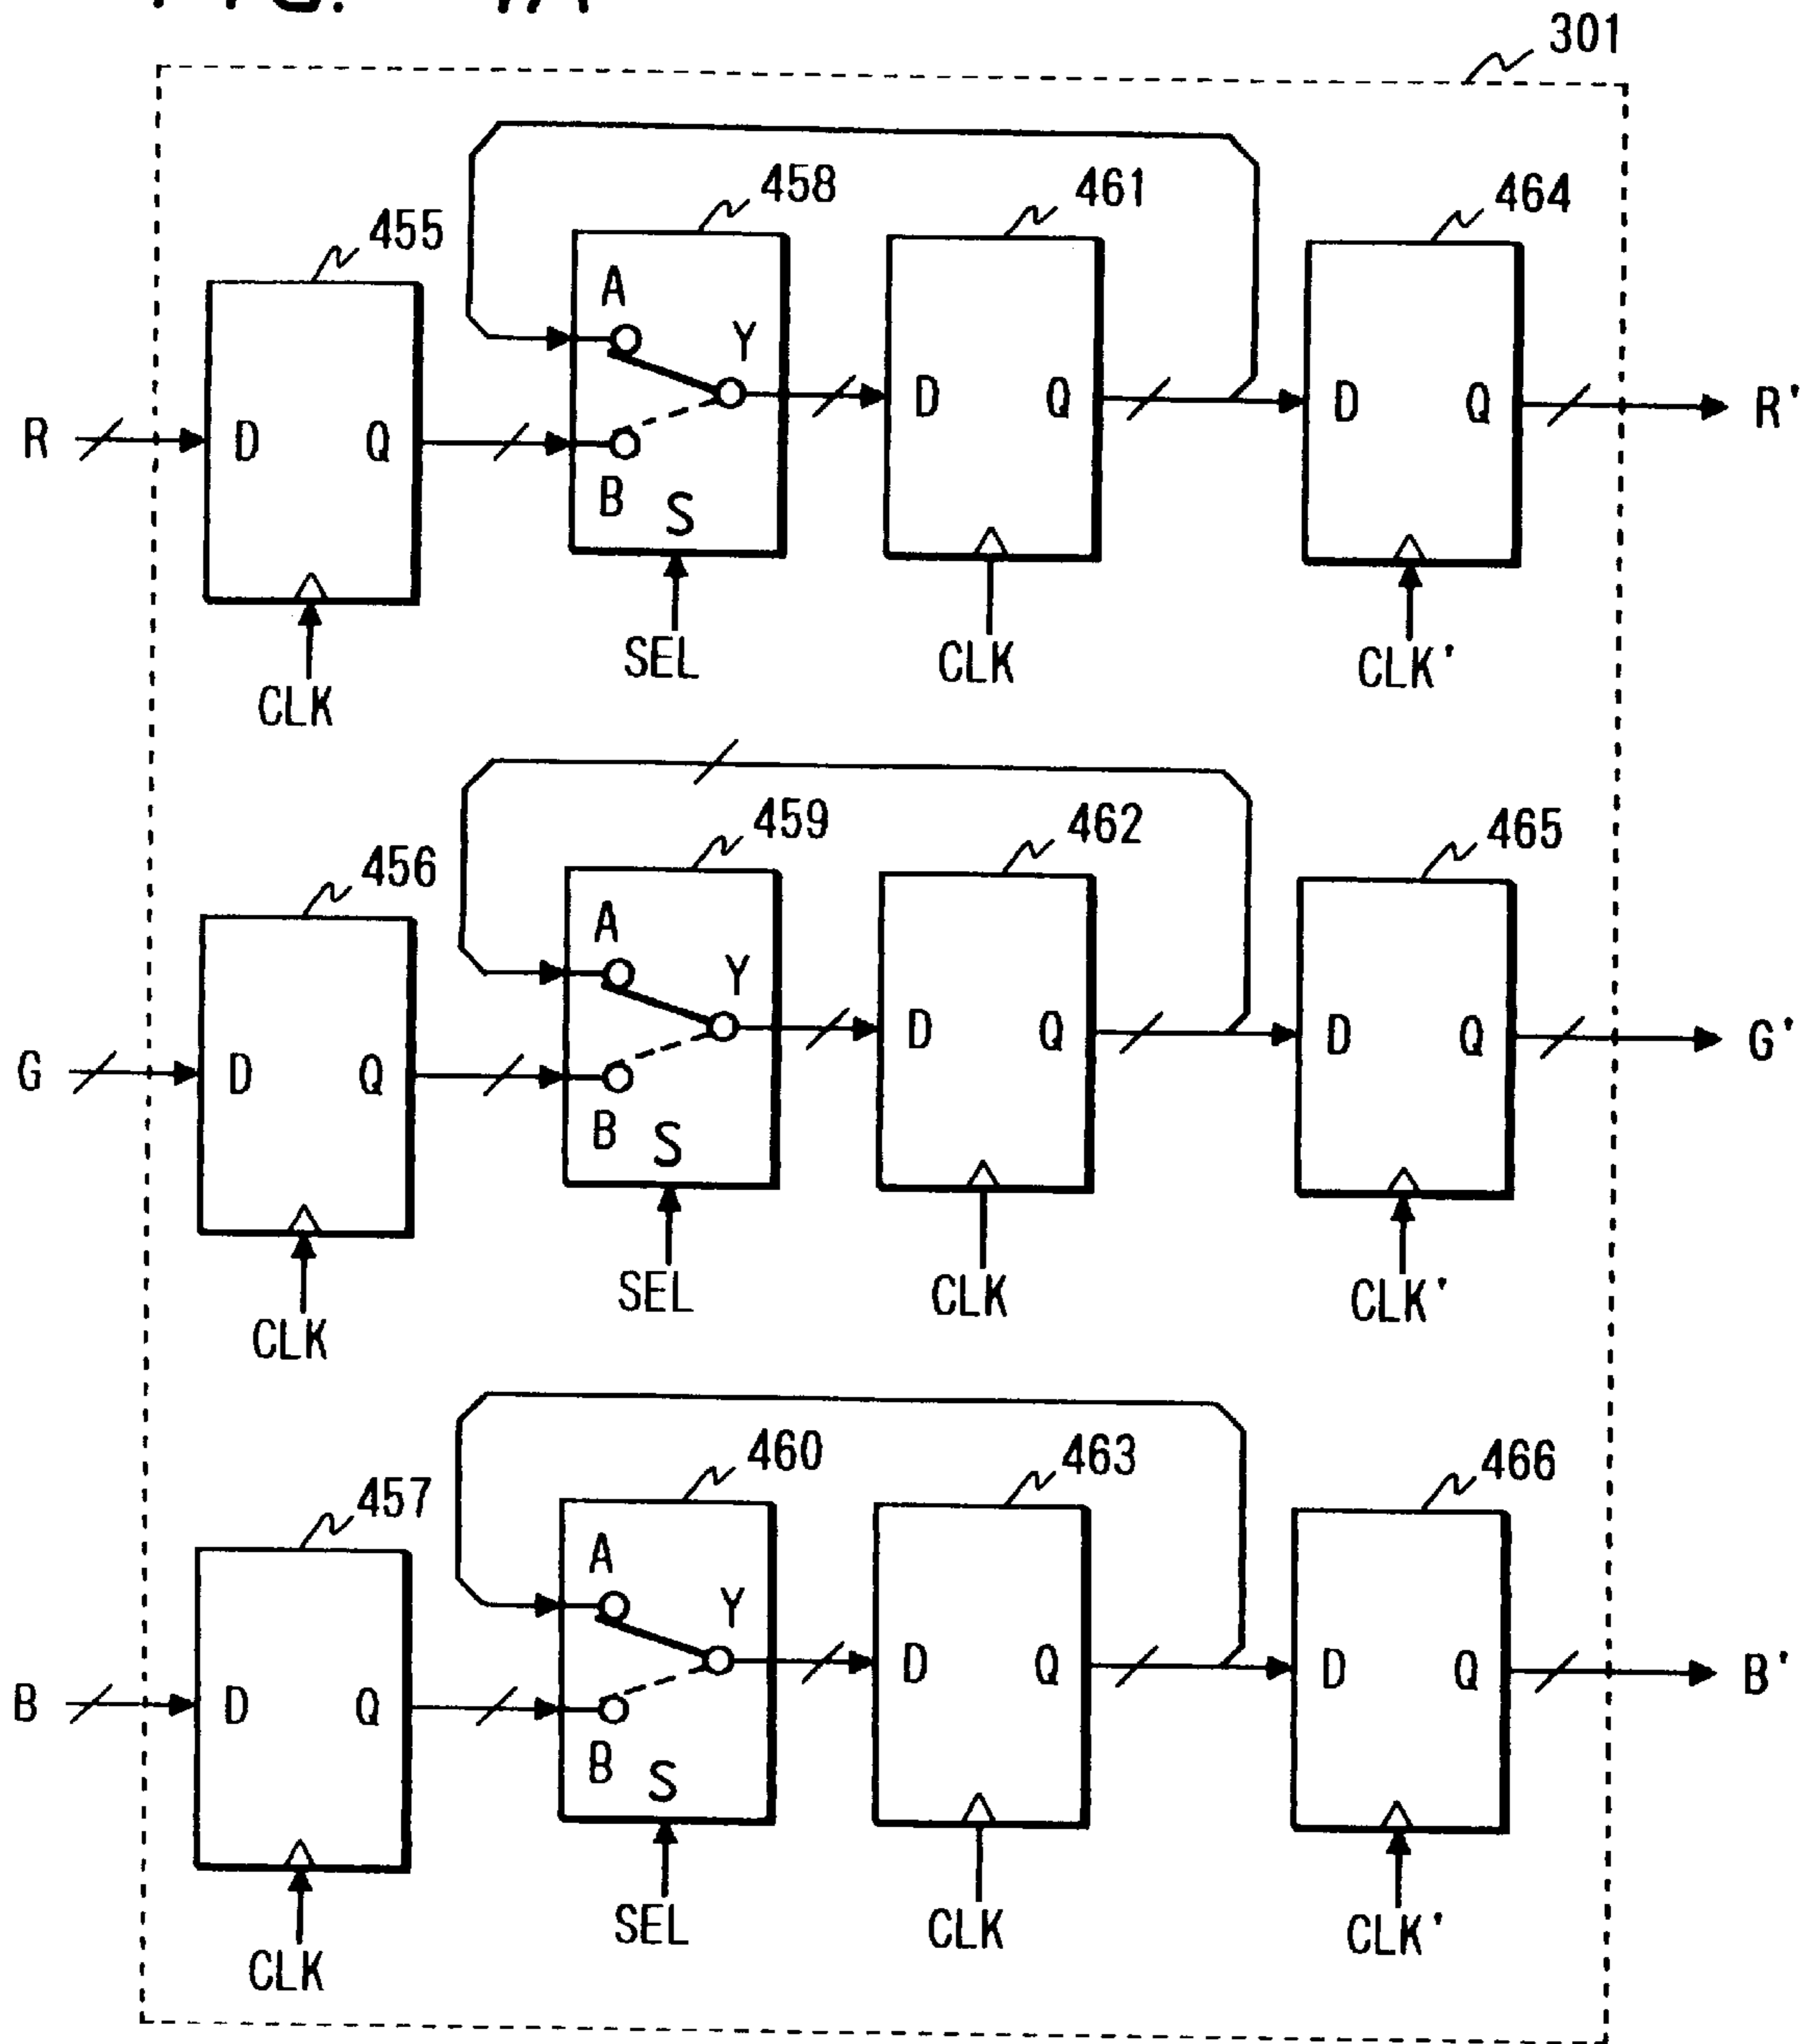 301
458
461
464
455
A
Y
D Q
D Q
R
D Q
R'
B
S
SEL
CLK
CLK'
CLK
459
462
465
456
A
Y
D Q
D Q
G
D Q
G'
B
S
SEL
CLK
CLK'
CLK
460
463
466
457
A
Y
D Q
D Q
B
D Q
B'
B
S
SEL
CLK
CLK'
CLK